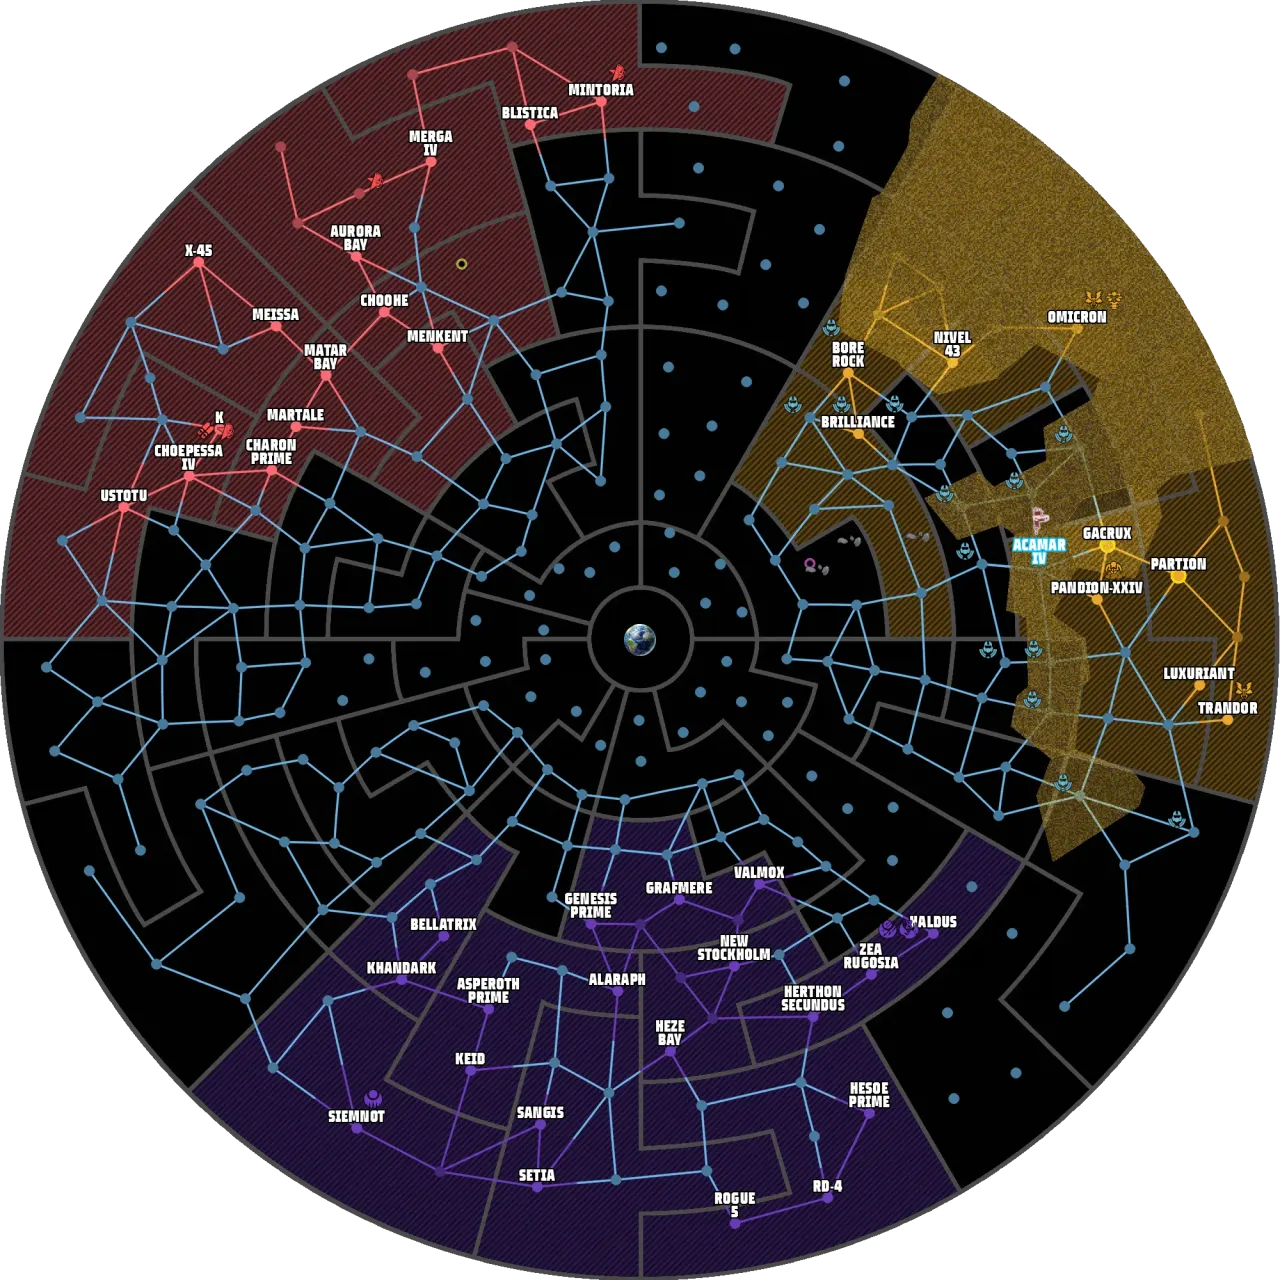 MINTORIA
BLISTICA
MERGA
IV
AURORA
BAY
X-45
CHOOHE
MEISSA
MENKENT
MATAR
BAY
MARTALE
K
CHOEPESSA
IV
CHARON
PRIME
USTOTU
OMICRON
NIVEL
43
BORE
ROCK
BRILLIANCE
GACRUX
ACAMAR
IV
PARTION
PANDION-XXIV
LUXURIANT
TRANDOR
VALMOX
GRAFMERE
GENESIS
PRIME
BELLATRIX
NEW
STOCKHOLM
ZEA
RUGOSIA
KHANDARK
ASPEROTH
PRIME
ALARAPH
HERTHON
SECUNDUS
HEZE
BAY
KEID
HESOE
PRIME
SIEMNOT
SANGIS
SETIA
ROGUE
5
RD-4